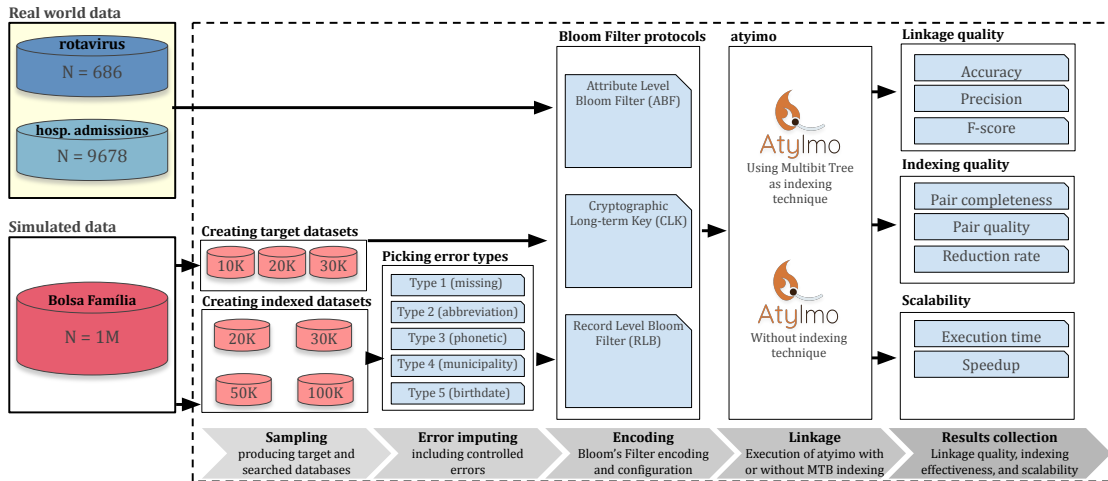 Real world data
rotavirus
N = 686
hosp. admissions
N = 9678
Simulated data
Bolsa Família
N = 1M
Creating target datasets
10K
20K
30K
Creating indexed datasets
20K
30K
50K
100K
Picking error types
Type 1 (missing)
Type 2 (abbreviation)
Type 3 (phonetic)
Type 4 (municipality)
Type 5 (birthdate)
Bloom Filter protocols
Attribute Level
Bloom Filter (ABF)
Cryptographic
Long-term Key (CLK)
Record Level Bloom
Filter (RLB)
atyimo
AtyImo
Using Multibit Tree
as indexing
technique
AtyImo
Without indexing
technique
Linkage quality
Accuracy
Precision
F-score
Indexing quality
Pair completeness
Pair quality
Reduction rate
Scalability
Execution time
Speedup
Sampling
producing target and
searched databases
Error imputing
including controlled
errors
Encoding
Bloom's Filter encoding
and configuration
Linkage
Execution of atyimo with
or without MTB indexing
Results collection
Linkage quality, indexing
effectiveness, and scalability